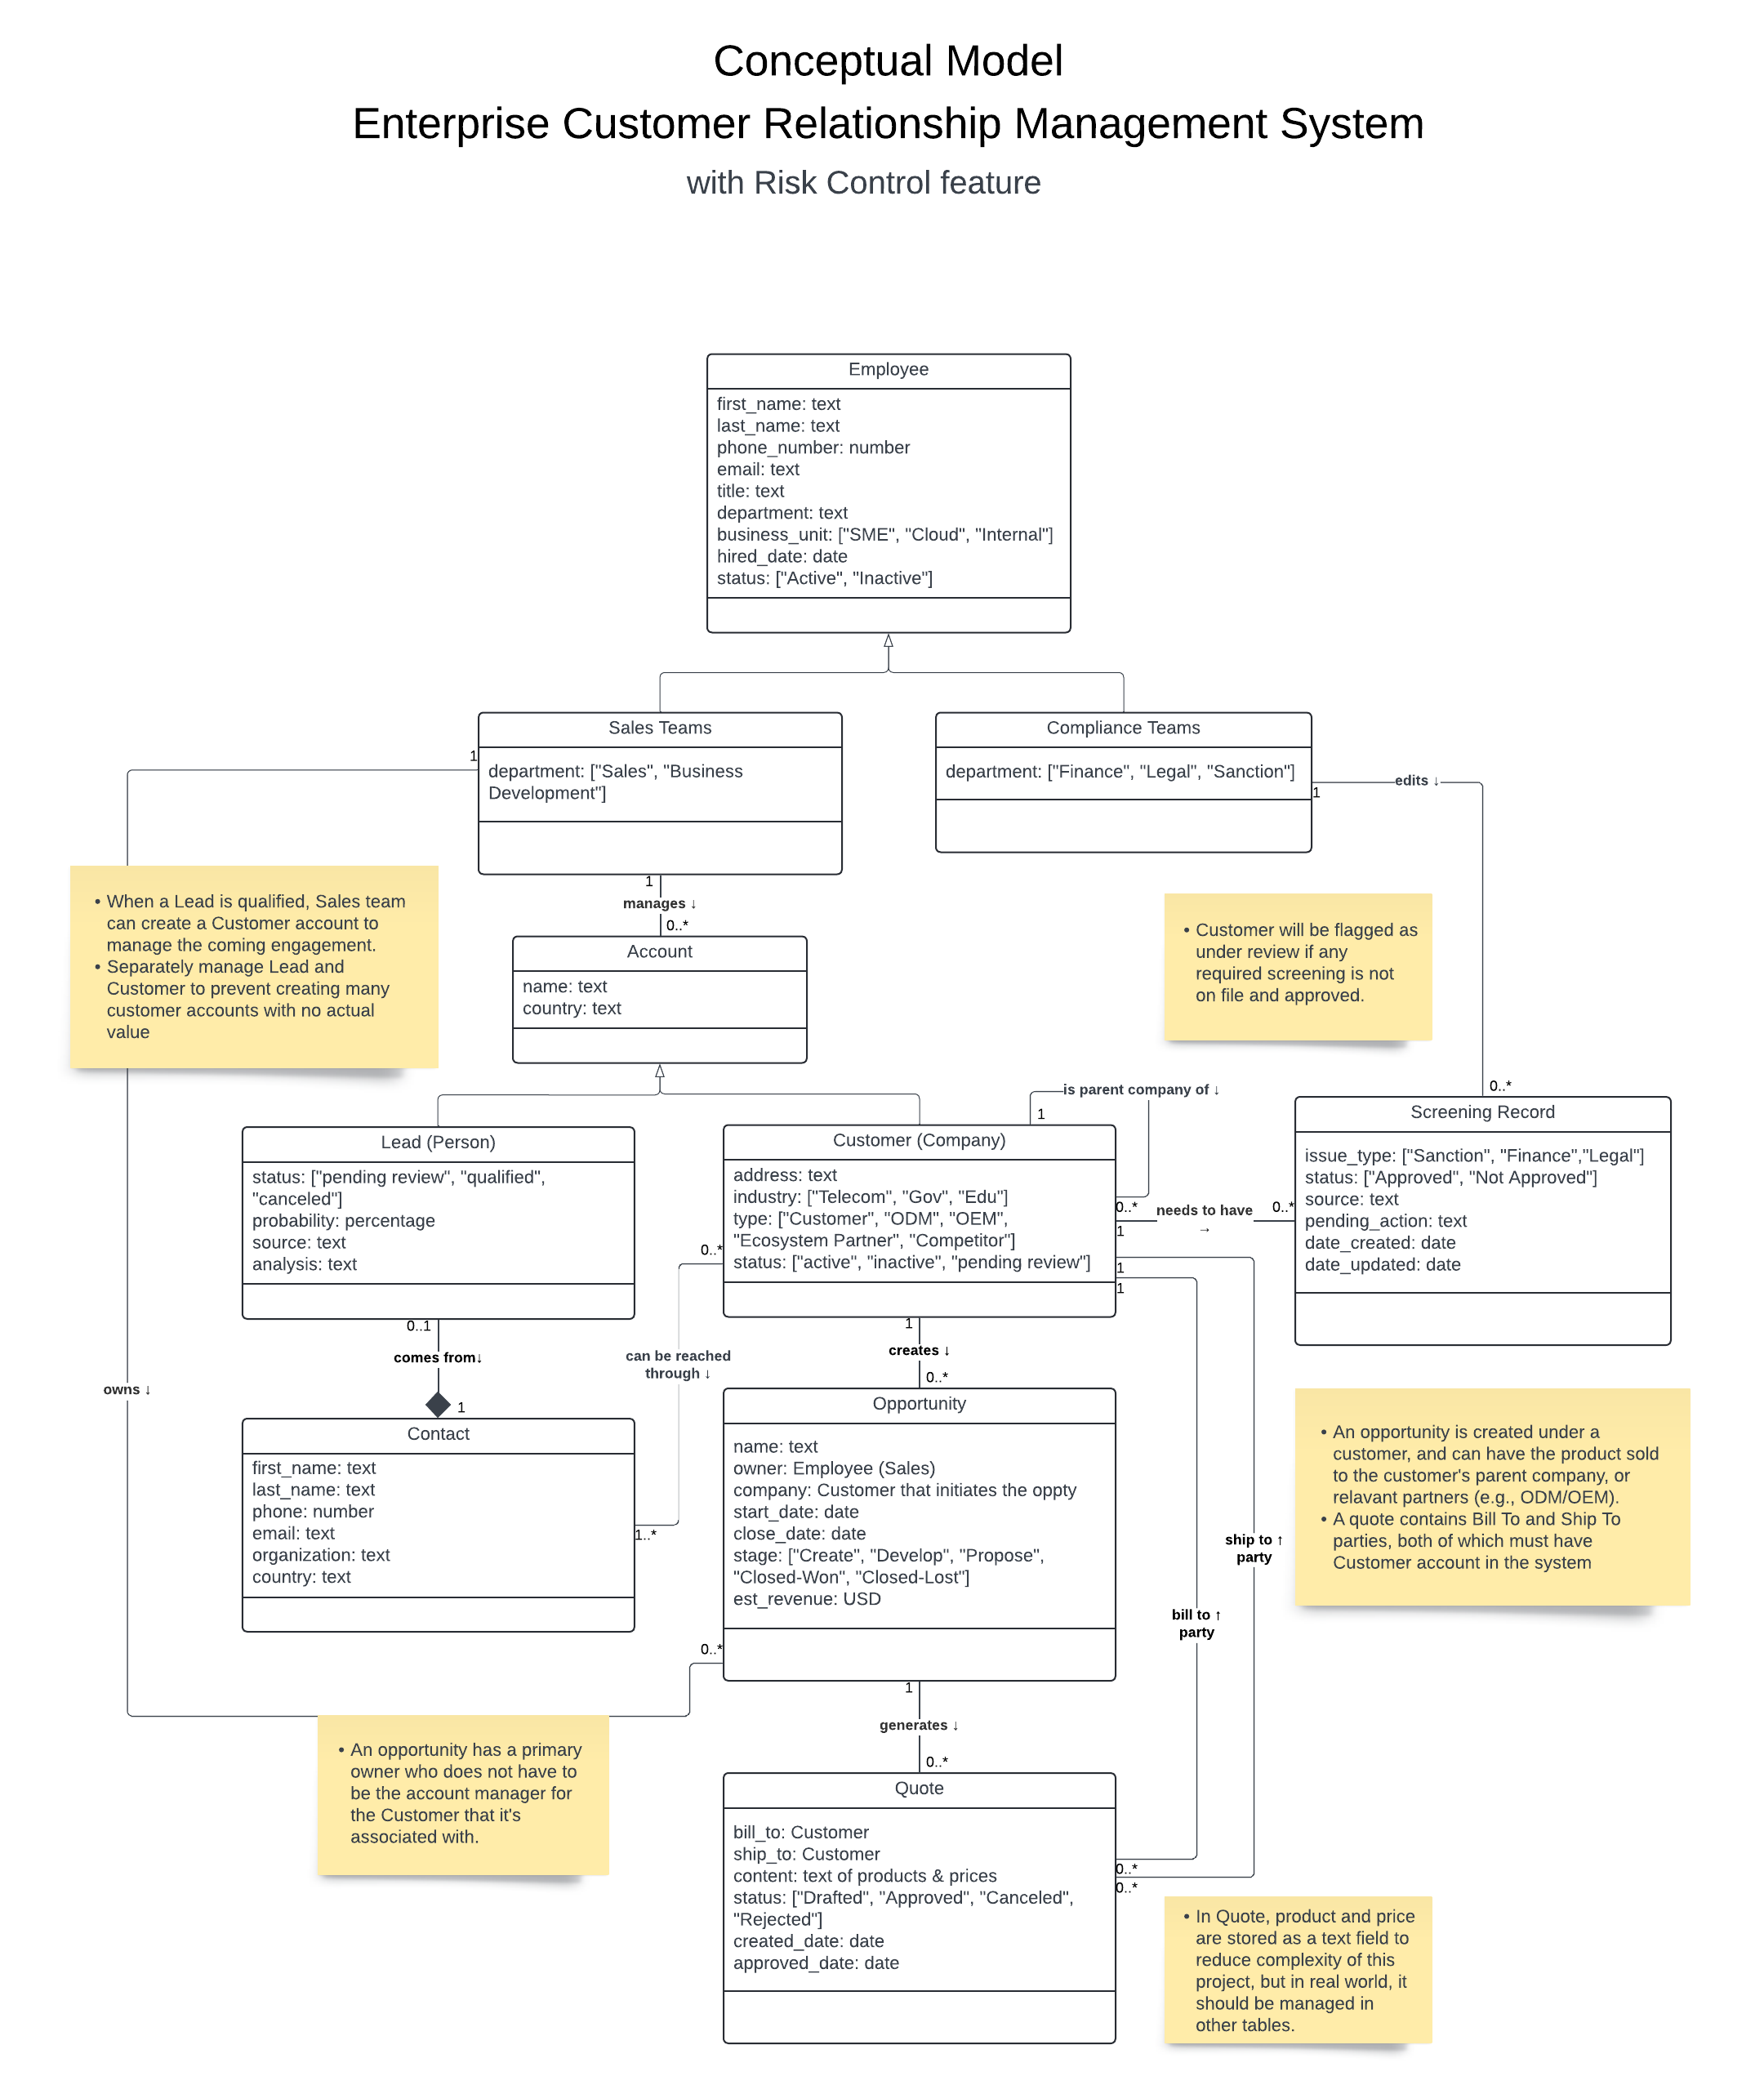 Conceptual Model
Enterprise Customer Relationship Management System
with Risk Control feature
Employee
first_name: text
last_name: text
phone_number: number
email: text
title: text
department: text
business_unit: ["SME", "Cloud", "Internal"]
hired_date: date
status: ["Active", "Inactive"]
Sales Teams
department: ["Sales", "Business
Development"]
1
1
manages ↓
0..*
Compliance Teams
department: ["Finance", "Legal", "Sanction"]
1
edits ↓
0..*
• When a Lead is qualified, Sales team
can create a Customer account to
manage the coming engagement.
• Separately manage Lead and
Customer to prevent creating many
customer accounts with no actual
value
Account
name: text
country: text
• Customer will be flagged as
under review if any
required screening is not
on file and approved.
is parent company of ↓
1
0..*
Lead (Person)
status: ["pending review", "qualified",
"canceled"]
probability: percentage
source: text
analysis: text
Customer (Company)
address: text
industry: ["Telecom", "Gov", "Edu"]
type: ["Customer", "ODM", "OEM",
"Ecosystem Partner", "Competitor"]
status: ["active", "inactive", "pending review"]
needs to have
→
1
0..*
Screening Record
issue_type: ["Sanction", "Finance","Legal"]
status: ["Approved", "Not Approved"]
source: text
pending_action: text
date_created: date
date_updated: date
0..1
comes from↓
1
0..*
can be reached
through ↓
1..*
1
1
1
creates ↓
0..*
owns ↓
Contact
first_name: text
last_name: text
phone: number
email: text
organization: text
country: text
Opportunity
name: text
owner: Employee (Sales)
company: Customer that initiates the oppty
start_date: date
close_date: date
stage: ["Create", "Develop", "Propose",
"Closed-Won", "Closed-Lost"]
est_revenue: USD
• An opportunity is created under a
customer, and can have the product sold
to the customer's parent company, or
relavant partners (e.g., ODM/OEM).
• A quote contains Bill To and Ship To
parties, both of which must have
Customer account in the system
ship to ↑
party
bill to ↑
party
0..*
1
generates ↓
0..*
• An opportunity has a primary
owner who does not have to
be the account manager for
the Customer that it's
associated with.
Quote
bill_to: Customer
ship_to: Customer
content: text of products & prices
status: ["Drafted", "Approved", "Canceled",
"Rejected"]
created_date: date
approved_date: date
0..*
0..*
• In Quote, product and price
are stored as a text field to
reduce complexity of this
project, but in real world, it
should be managed in
other tables.